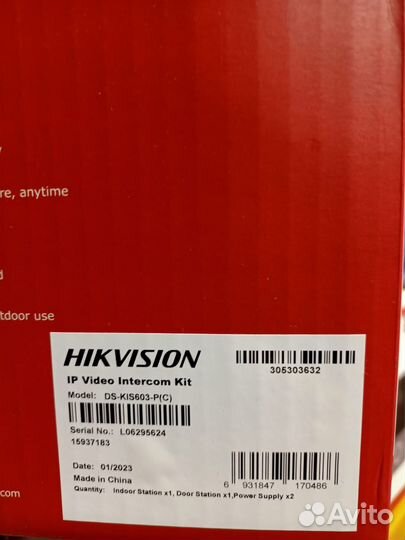 re, anytime
d
tdoor use
HIKVISION
305303632
IP Video Intercom Kit
Model: DS-KIS603-P(C)
Serial No.: L06295624
15937183
Date: 01/2023
Made in China
6 931847 170486
Quantity: Indoor Station x1, Door Station x1,Power Supply x2
s.com
Avito